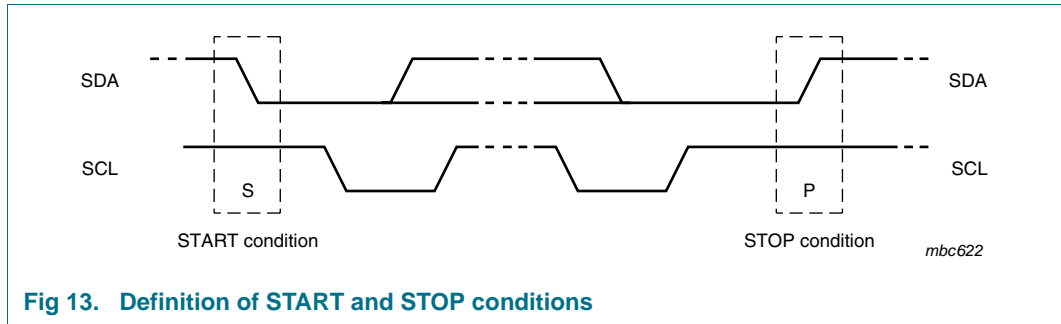 SDA SDA
SCL SCL
S P
START condition STOP condition
mbc622
Fig 13. Definition of START and STOP conditions